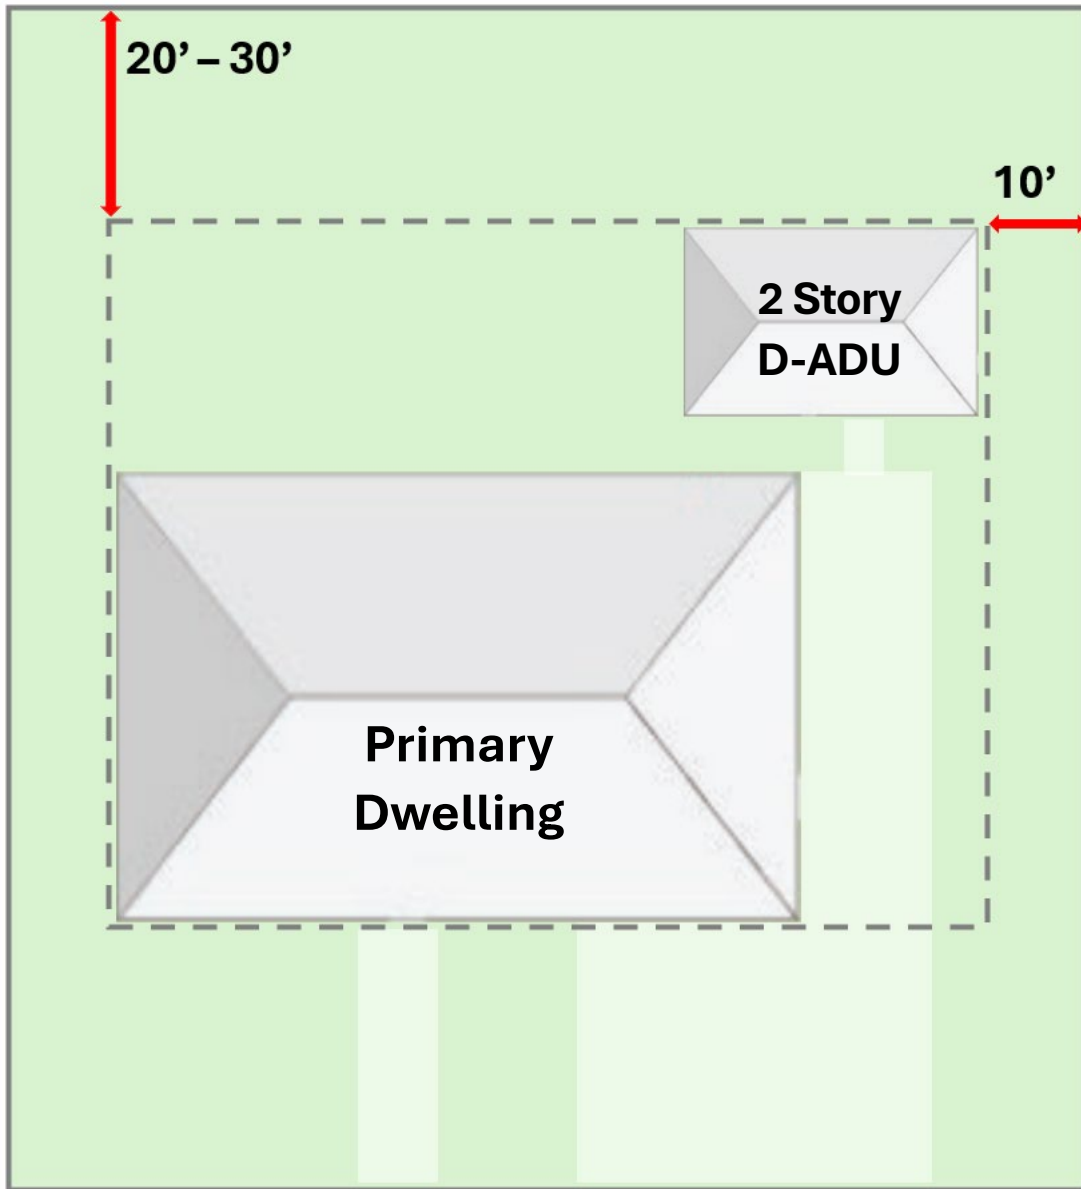 20’ – 30’
10’
2 Story
D-ADU
Primary
Dwelling